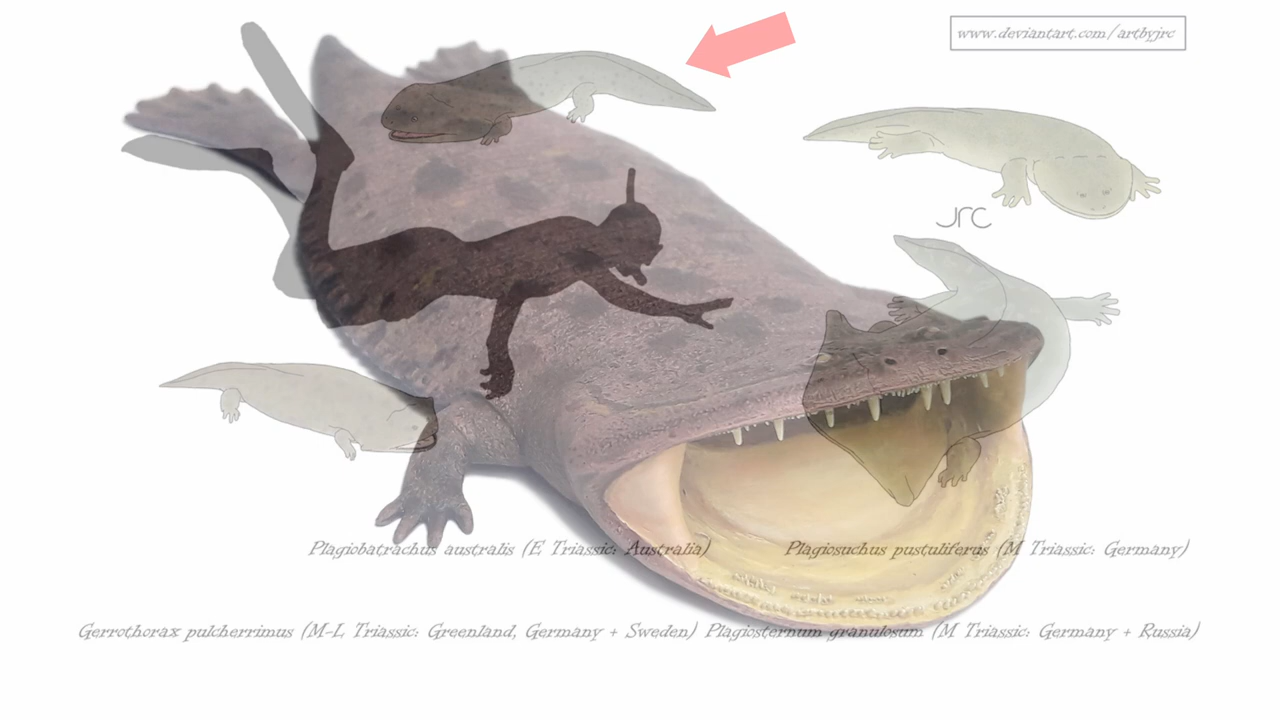 www.deviantart.com/artbyjrc
jrc
Plagiobatrachus australis (E Triassic: Australia)
Plagiosuchus pustuliferus (M Triassic: Germany)
Gerrothorax pulcherrimus (M-L Triassic: Greenland, Germany + Sweden)
Plagiosternum granulosum (M Triassic: Germany + Russia)